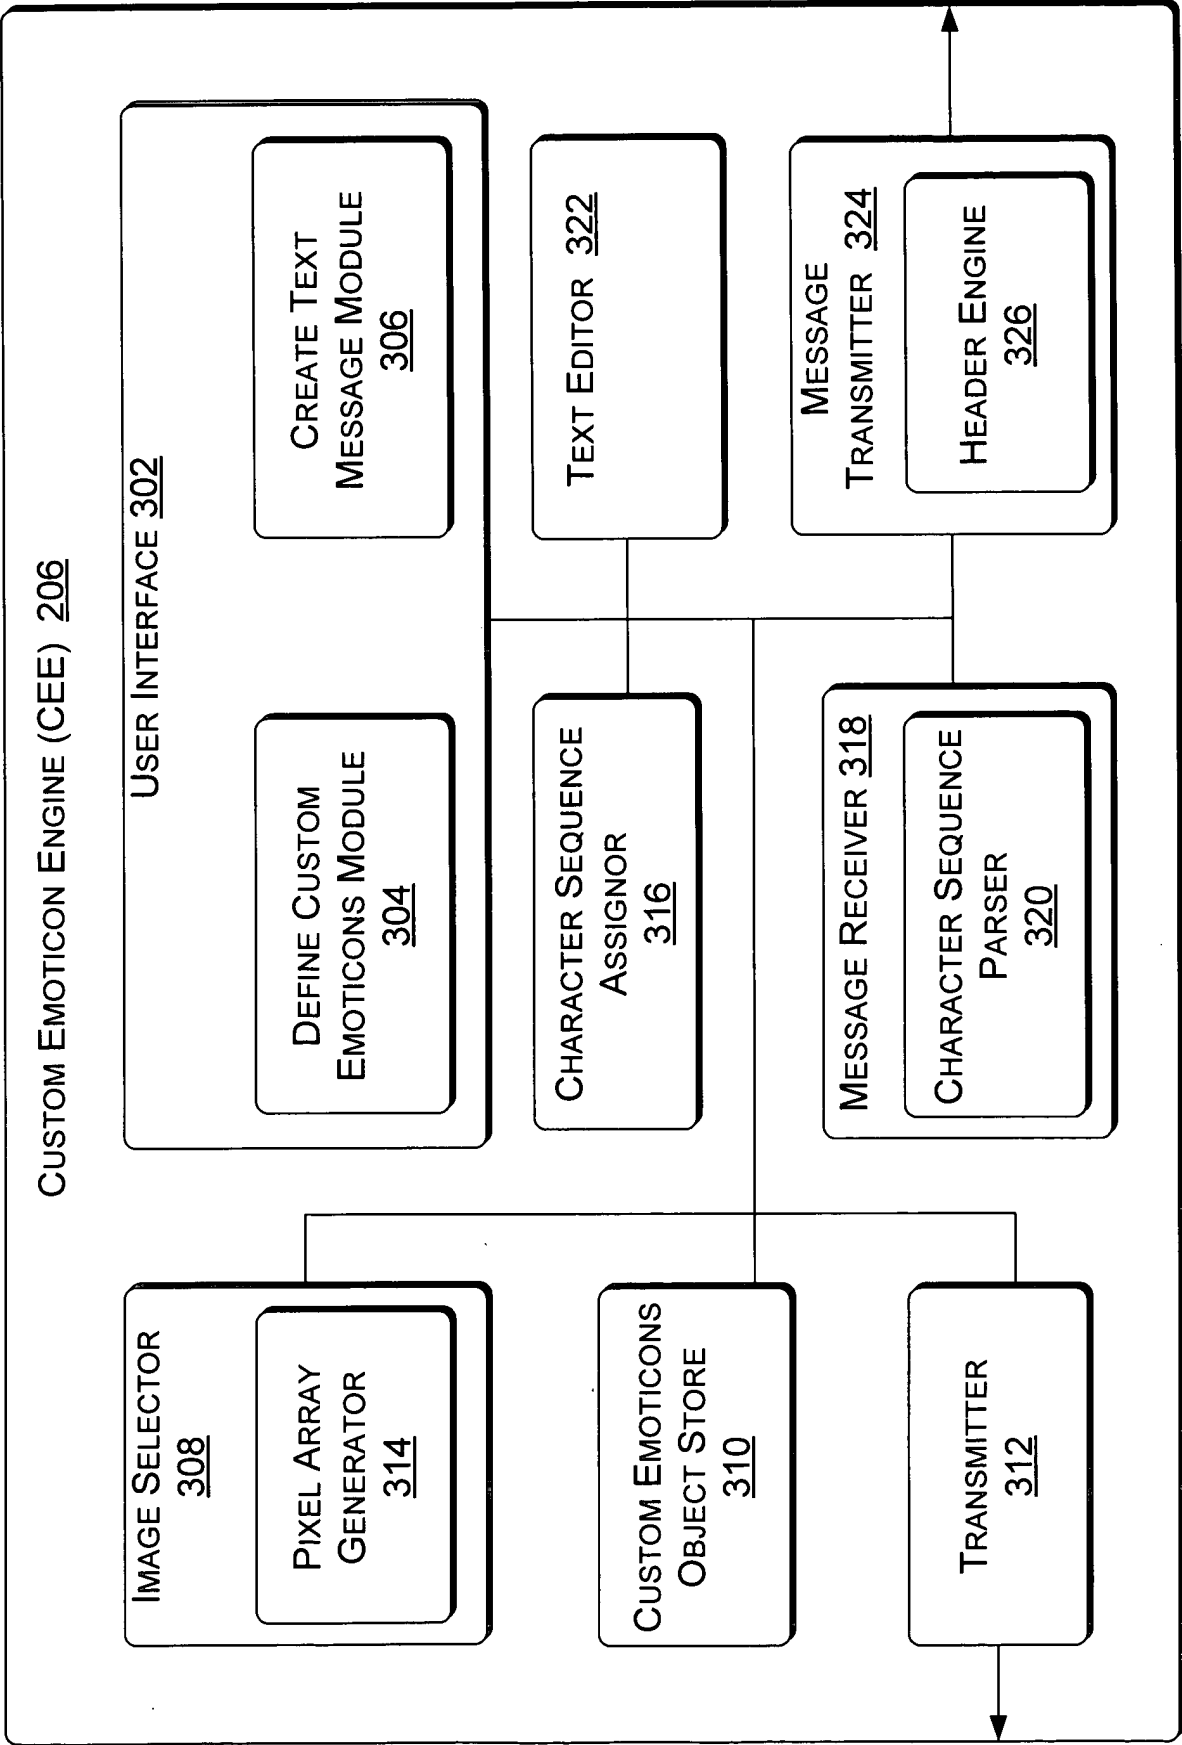 CUSTOM EMOTICON ENGINE (CEE) 206
USER INTERFACE 302
IMAGE SELECTOR
308
PIXEL ARRAY
GENERATOR
314
DEFINE CUSTOM
EMOTICONS MODULE
304
CREATE TEXT
MESSAGE MODULE
306
CUSTOM EMOTICONS
OBJECT STORE
310
CHARACTER SEQUENCE
ASSIGNOR
316
TEXT EDITOR 322
TRANSMITTER
312
MESSAGE RECEIVER 318
CHARACTER SEQUENCE
PARSER
320
MESSAGE
TRANSMITTER 324
HEADER ENGINE
326